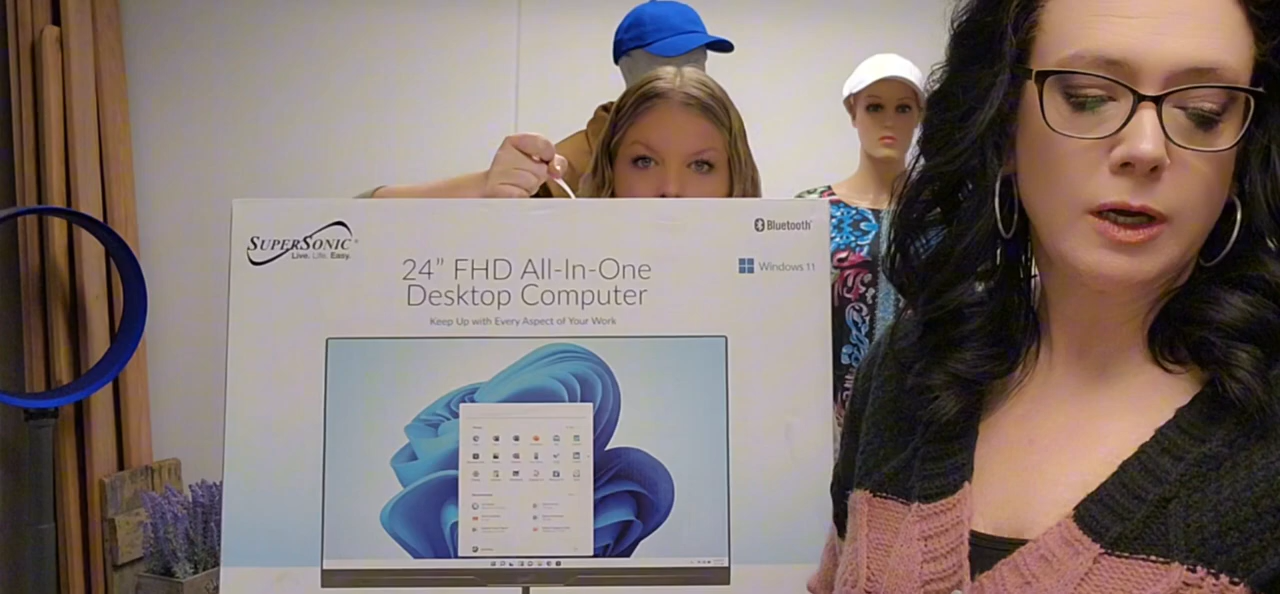 SUPERSONIC®
Live. Life. Easy.
Bluetooth®
24” FHD All-In-One
Desktop Computer
Windows 11
Keep Up with Every Aspect of Your Work